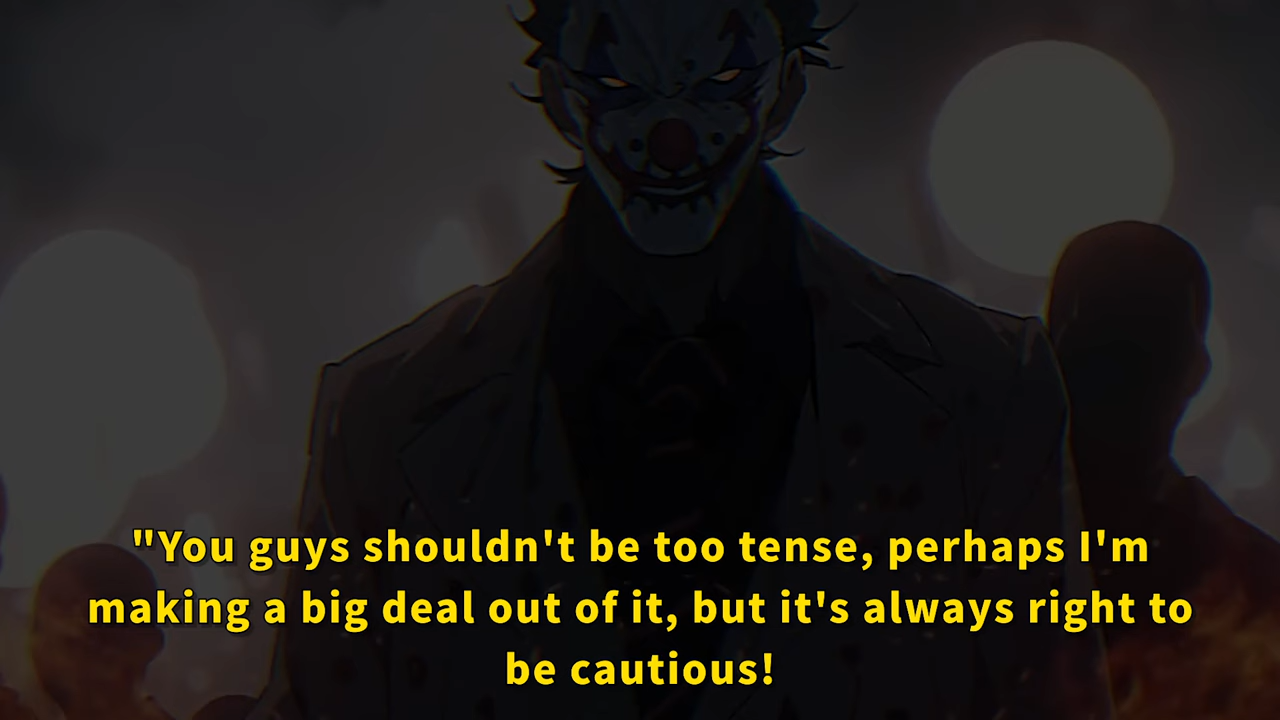 "You guys shouldn't be too tense, perhaps I'm
making a big deal out of it, but it's always right to
be cautious!